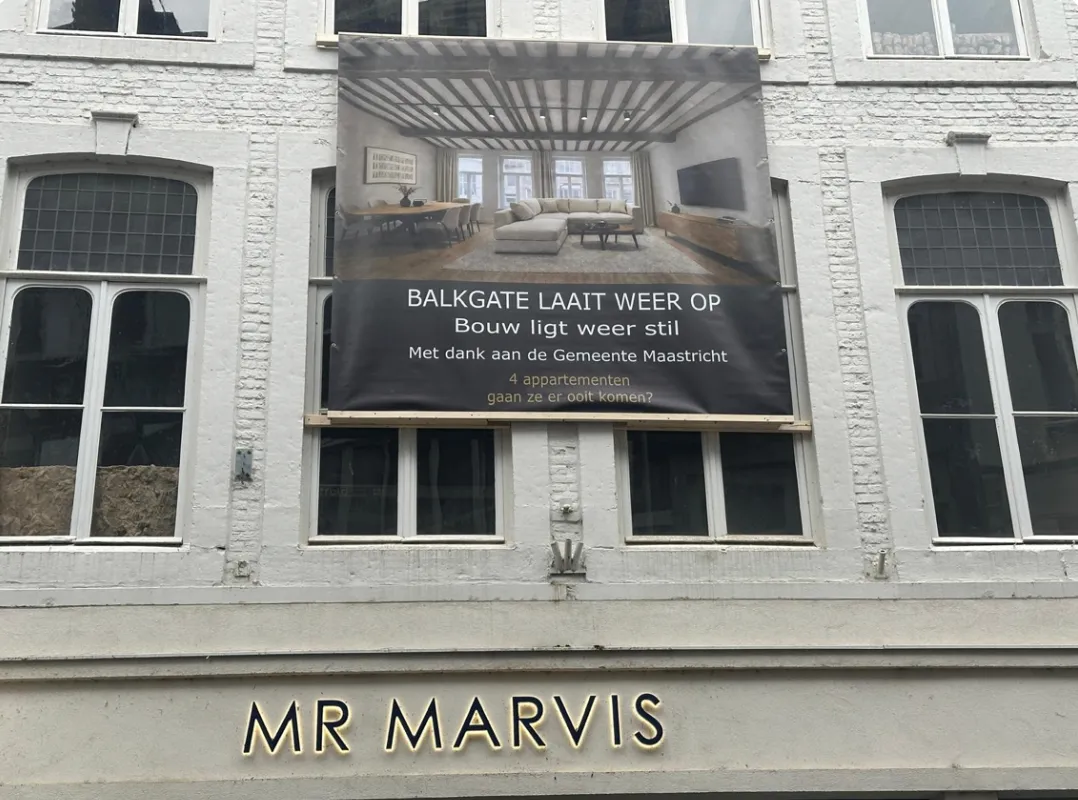 BALKGATE LAAIT WEER OP
Bouw ligt weer stil
Met dank aan de Gemeente Maastricht
4 appartementen
gaan ze er ooit komen?
MR MARVIS